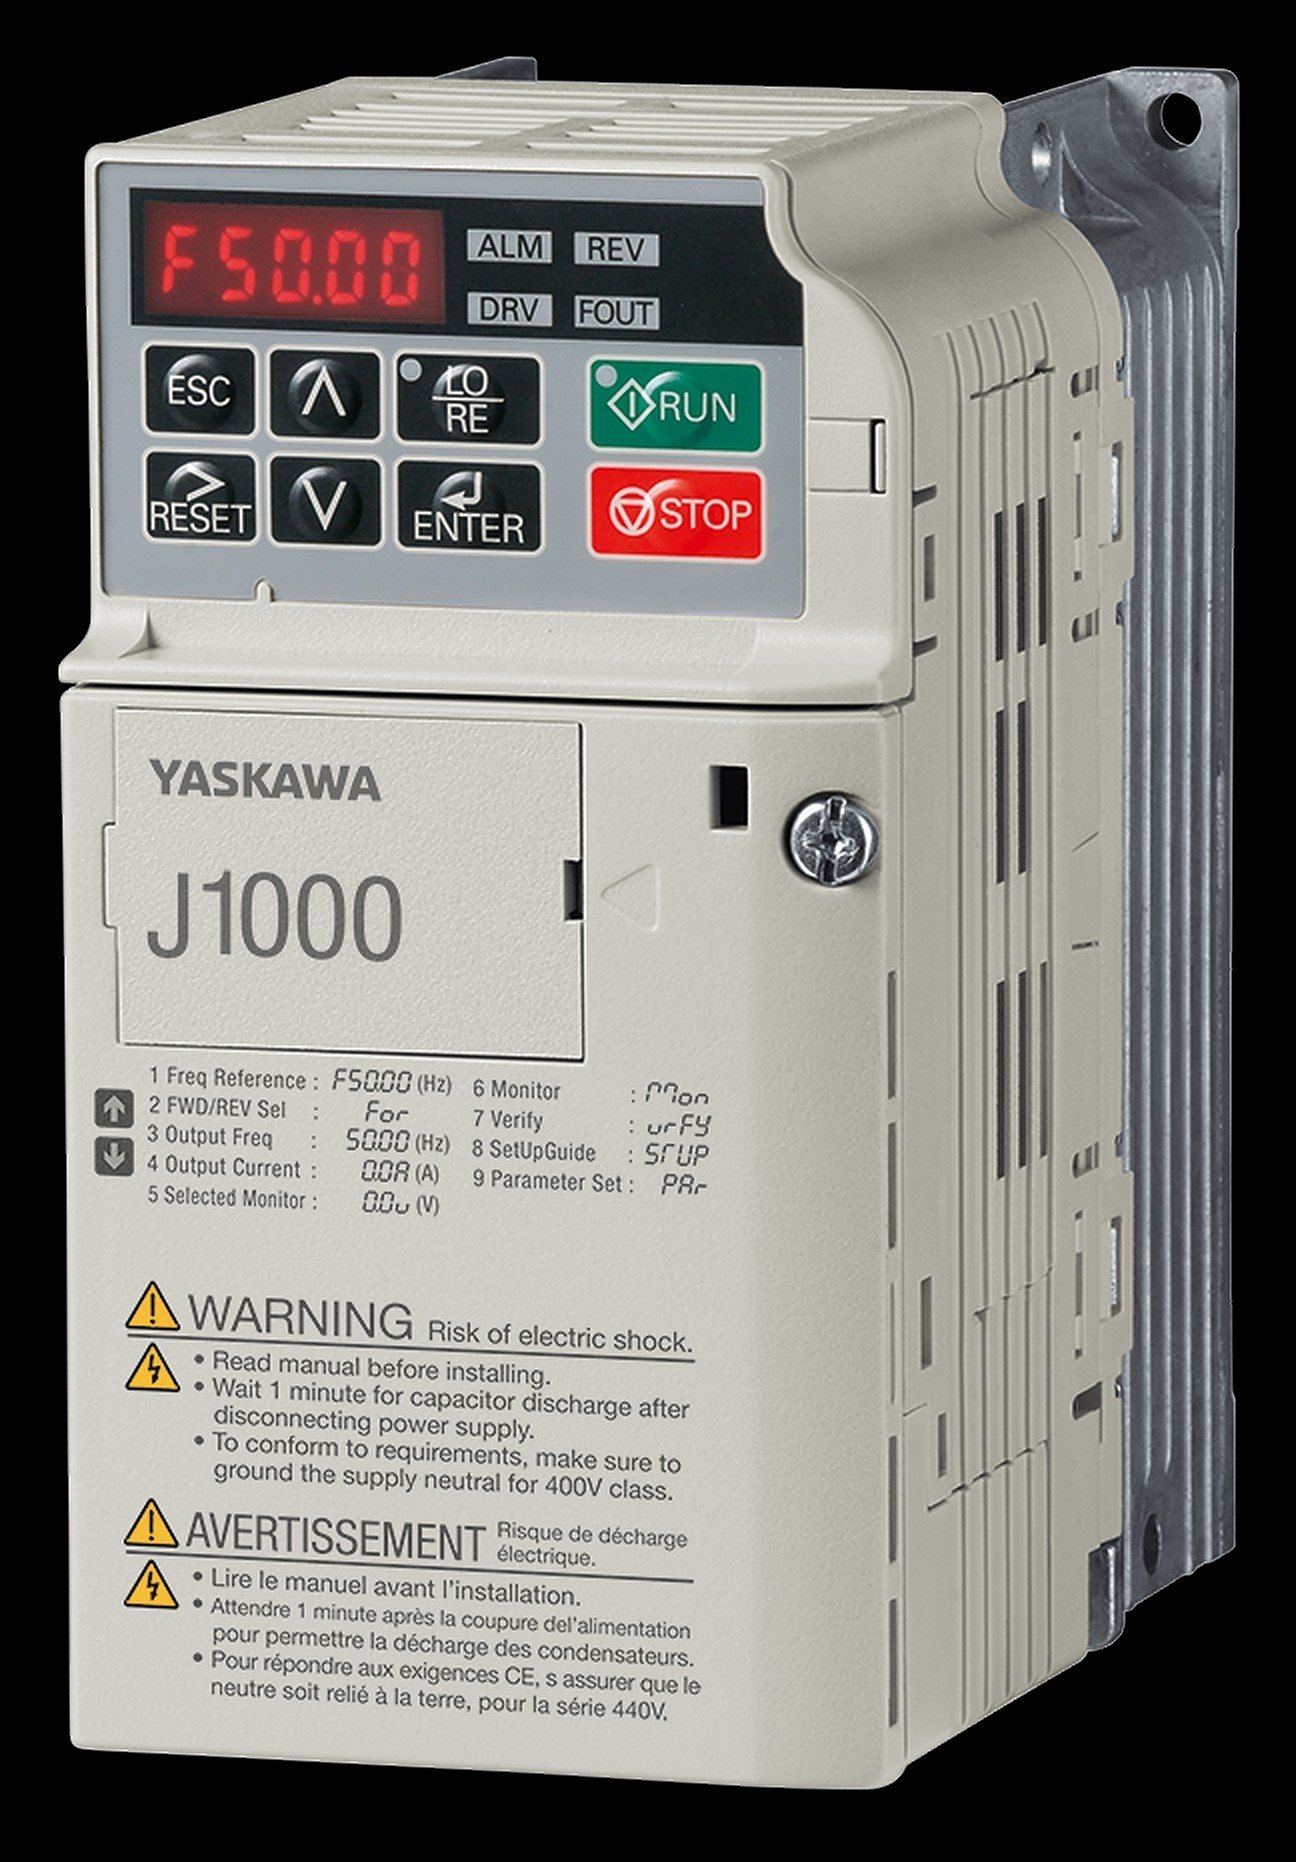 F50.00
ALM REV
DRV FOUT
ESC
LO
RE
RUN
RESET
ENTER
STOP
YASKAWA
J1000
1 Freq Reference : F50.00 (Hz)
2 FWD/REV Sel : For
3 Output Freq : 50.00 (Hz)
4 Output Current : 0.0A (A)
5 Selected Monitor : 0.0v (V)
6 Monitor : Mon
7 Verify : vrFY
8 SetUpGuide : STUP
9 Parameter Set : PAr
WARNING Risk of electric shock.
• Read manual before installing.
• Wait 1 minute for capacitor discharge after
disconnecting power supply.
• To conform to requirements, make sure to
ground the supply neutral for 400V class.
AVERTISSEMENT Risque de décharge
électrique.
• Lire le manuel avant l'installation.
• Attendre 1 minute après la coupure del'alimentation
pour permettre la décharge des condensateurs.
• Pour répondre aux exigences CE, s assurer que le
neutre soit relié à la terre, pour la série 440V.